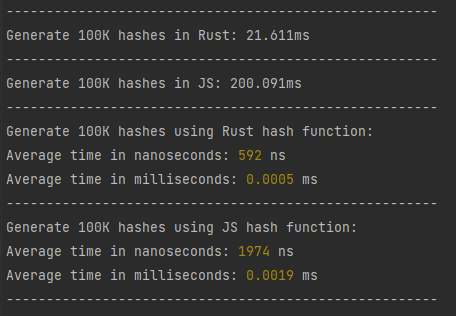 ------------------------------------------------------
Generate 100K hashes in Rust: 21.611ms
------------------------------------------------------
Generate 100K hashes in JS: 200.091ms
------------------------------------------------------
Generate 100K hashes using Rust hash function:
Average time in nanoseconds: 592 ns
Average time in milliseconds: 0.0005 ms
------------------------------------------------------
Generate 100K hashes using JS hash function:
Average time in nanoseconds: 1974 ns
Average time in milliseconds: 0.0019 ms
------------------------------------------------------